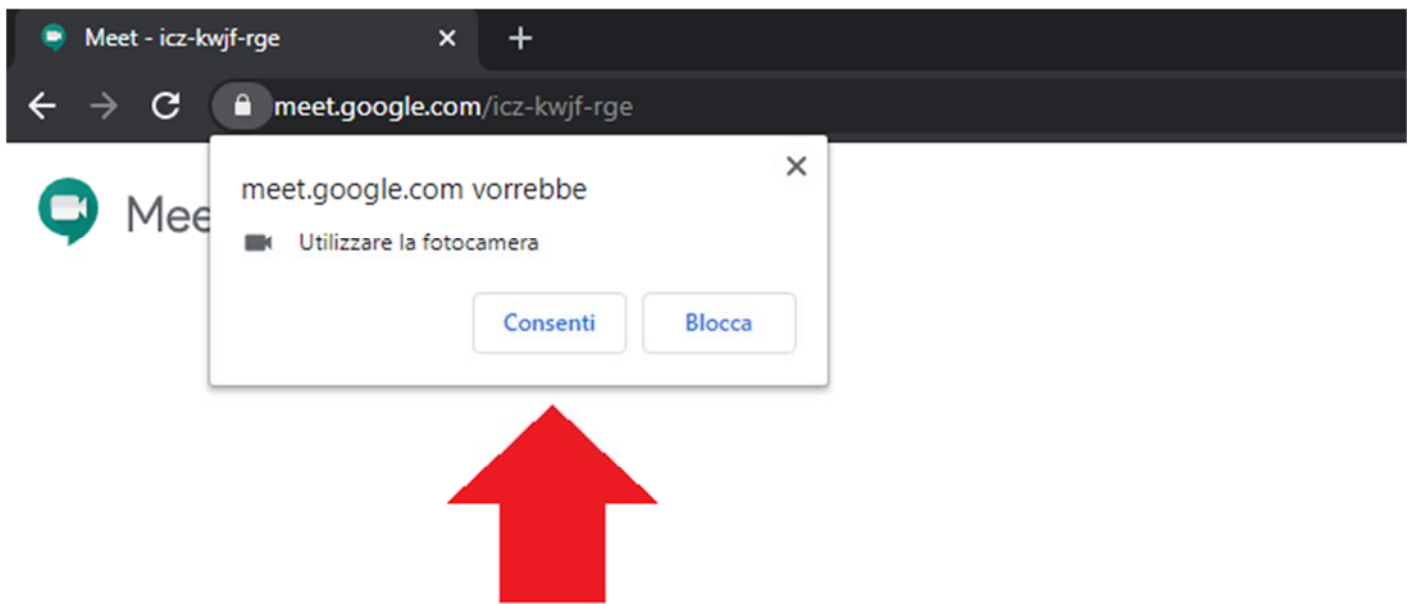 Meet - icz-kwjf-rge
meet.google.com/icz-kwjf-rge
Mee
meet.google.com vorrebbe
Utilizzare la fotocamera
Consenti Blocca